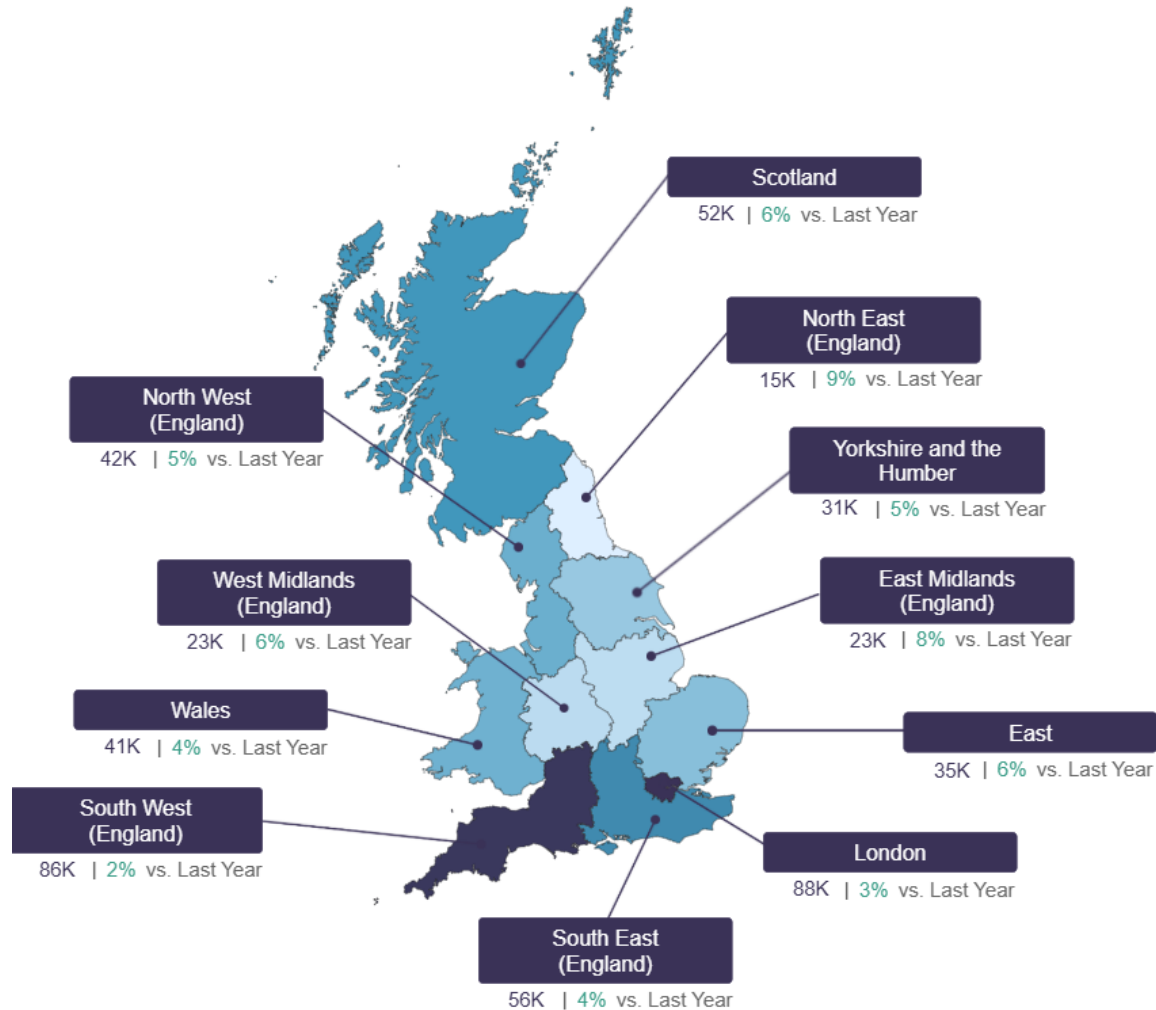 Scotland
52K | 6% vs. Last Year
North East
(England)
15K | 9% vs. Last Year
North West
(England)
42K | 5% vs. Last Year
Yorkshire and the
Humber
31K | 5% vs. Last Year
West Midlands
(England)
23K | 6% vs. Last Year
East Midlands
(England)
23K | 8% vs. Last Year
Wales
41K | 4% vs. Last Year
East
35K | 6% vs. Last Year
South West
(England)
86K | 2% vs. Last Year
London
88K | 3% vs. Last Year
South East
(England)
56K | 4% vs. Last Year